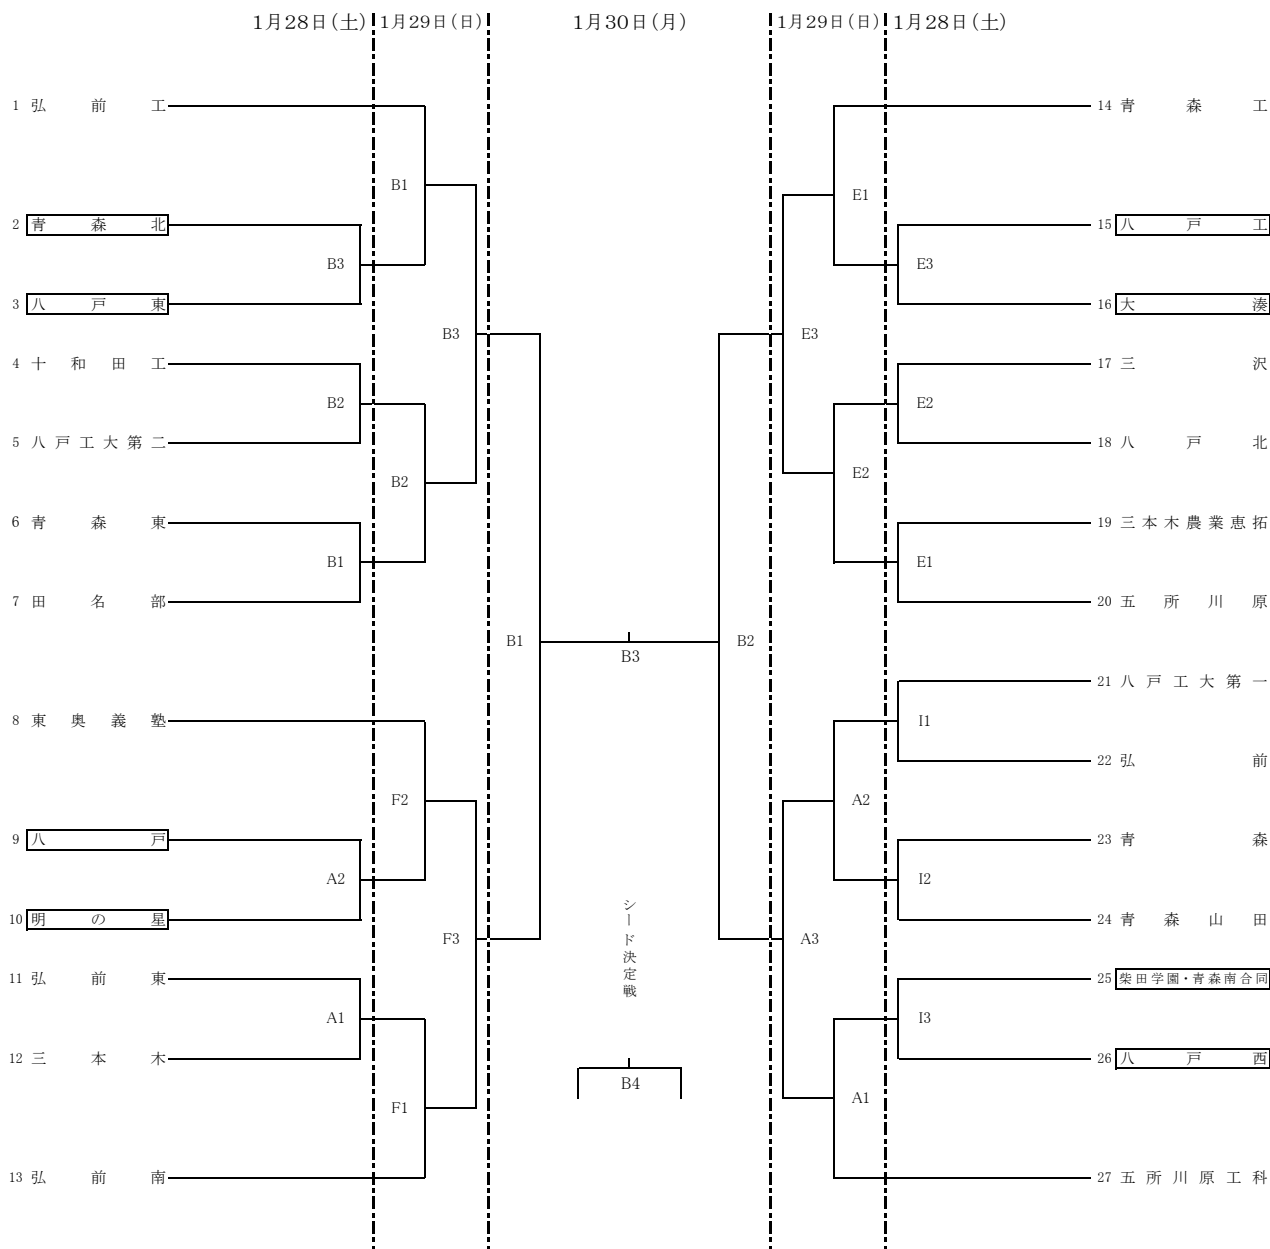 1月28日(土) 1月29日(日) 1月30日(月) 1月29日(日) 1月28日(土)
1 弘前工
B1
2 青森北
B3
3 八戸東
B3
4 十和田工
B2
5 八戸工大第二
B2
6 青森東
B1
7 田名部
B1
8 東奥義塾
F2
9 八戸
A2
10 明の星
F3
11 弘前東
A1
12 三本木
F1
13 弘前南
B3
シード決定戦
B4
14 青森工
E1
15 八戸工
E3
16 大湊
E3
17 三沢
E2
18 八戸北
E2
19 三本木農業恵拓
E1
20 五所川原
B2
21 八戸工大第一
I1
22 弘前
A2
23 青森
I2
24 青森山田
A3
25 柴田学園・青森南合同
I3
26 八戸西
A1
27 五所川原工科